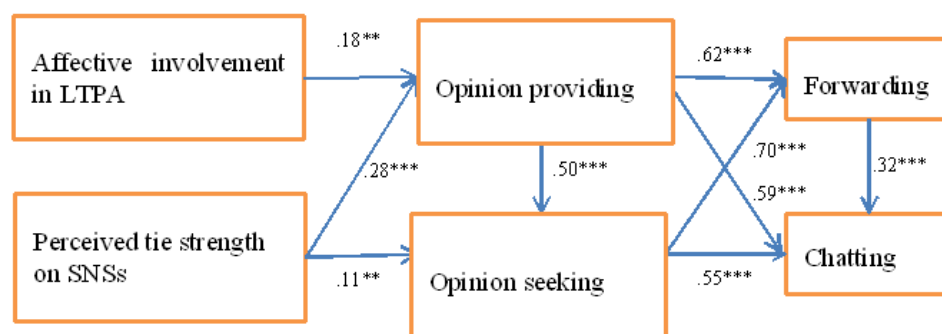 Affective involvement
in LTPA
.18**
Opinion providing
.62***
Forwarding
.28***
.50***
.70***
.59***
.32***
Perceived tie strength
on SNSs
.11**
Opinion seeking
.55***
Chatting